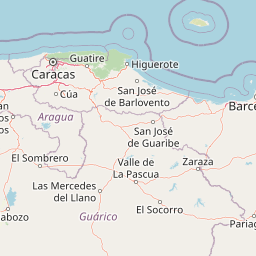 Guatire
Higuerote
Caracas
Cúa
San José
de Barlovento
Barce
Aragua
San José
de Guaribe
El Sombrero
Valle de
La Pascua
Zaraza
Las Mercedes
del Llano
El Socorro
Guárico
abozo
Pariag